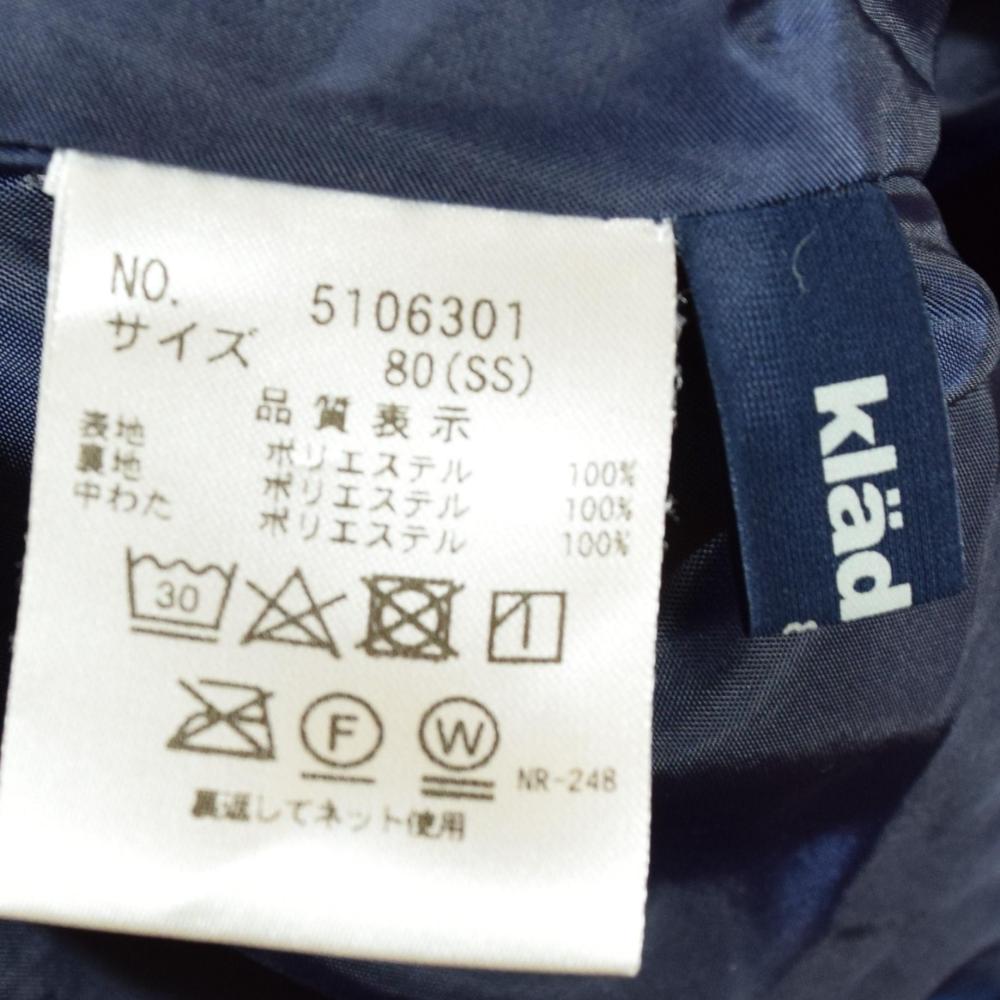 NO. 5106301
サイズ 80(SS)
品質表示
表地 ポリエステル 100%
裏地 ポリエステル 100%
中わた ポリエステル 100%
30
F W NR-248
裏返してネット使用
kläd